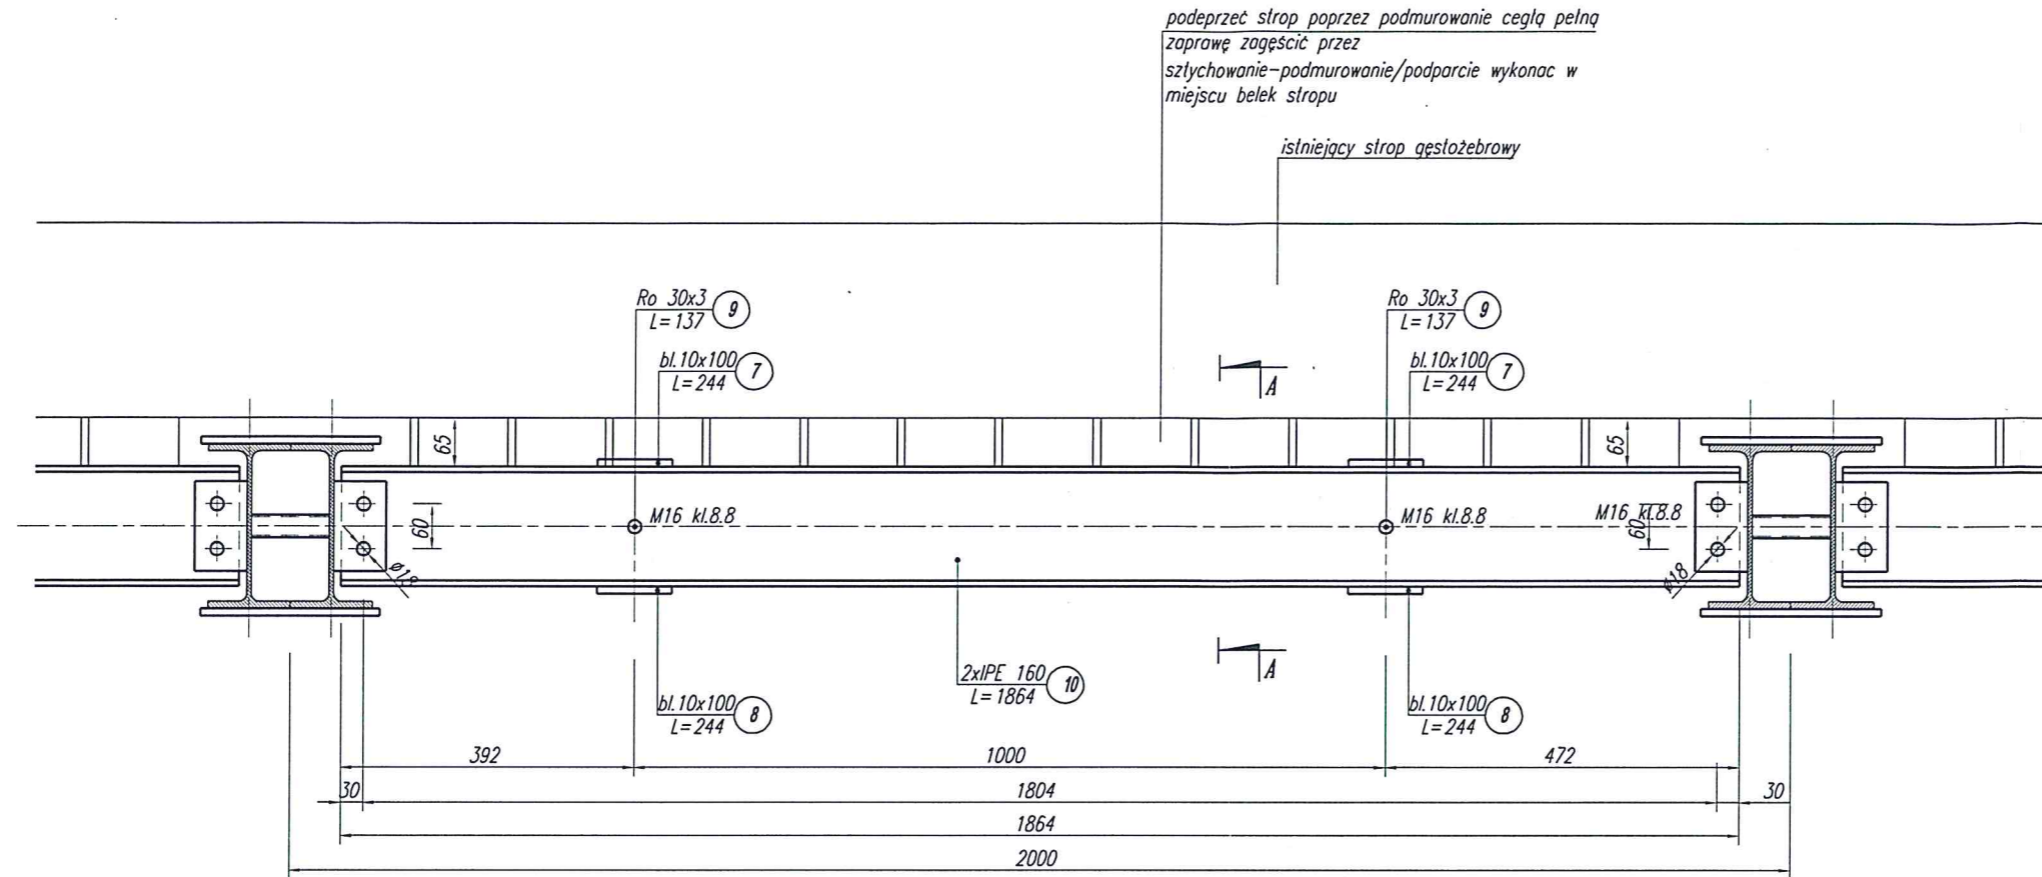 podeprzeć strop poprzez podmurowanie cegłą pełną
zaprawę zagęścić przez
sztychowanie-podmurowanie/podparcie wykonac w
miejscu belek stropu
istniejący strop gęstożebrowy
Ro 30x3
L=137
9
Ro 30x3
L=137
9
bl.10x100
L=244
7
bl.10x100
L=244
7
A
65
65
60
M16 kl.8.8
M16 kl.8.8
M16 kl.8.8
60
ø18
ø18
A
2xIPE 160
L=1864
10
bl.10x100
L=244
8
bl.10x100
L=244
8
392
1000
472
30
1804
30
1864
2000